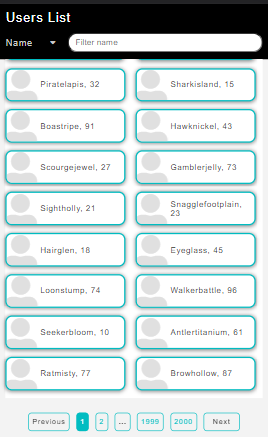 Users List
Name Filter name
Piratelapis, 32 Sharkisland, 15
Boastripe, 91 Hawknickel, 43
Scourgejewel, 27 Gamblerjelly, 73
Sightholly, 21 Snagglefootplain,
23
Hairglen, 18 Eyeglass, 45
Loonstump, 74 Walkerbattle, 96
Seekerbloom, 10 Antlertitanium, 61
Ratmisty, 77 Browhollow, 87
Previous 1 2 ... 1999 2000 Next